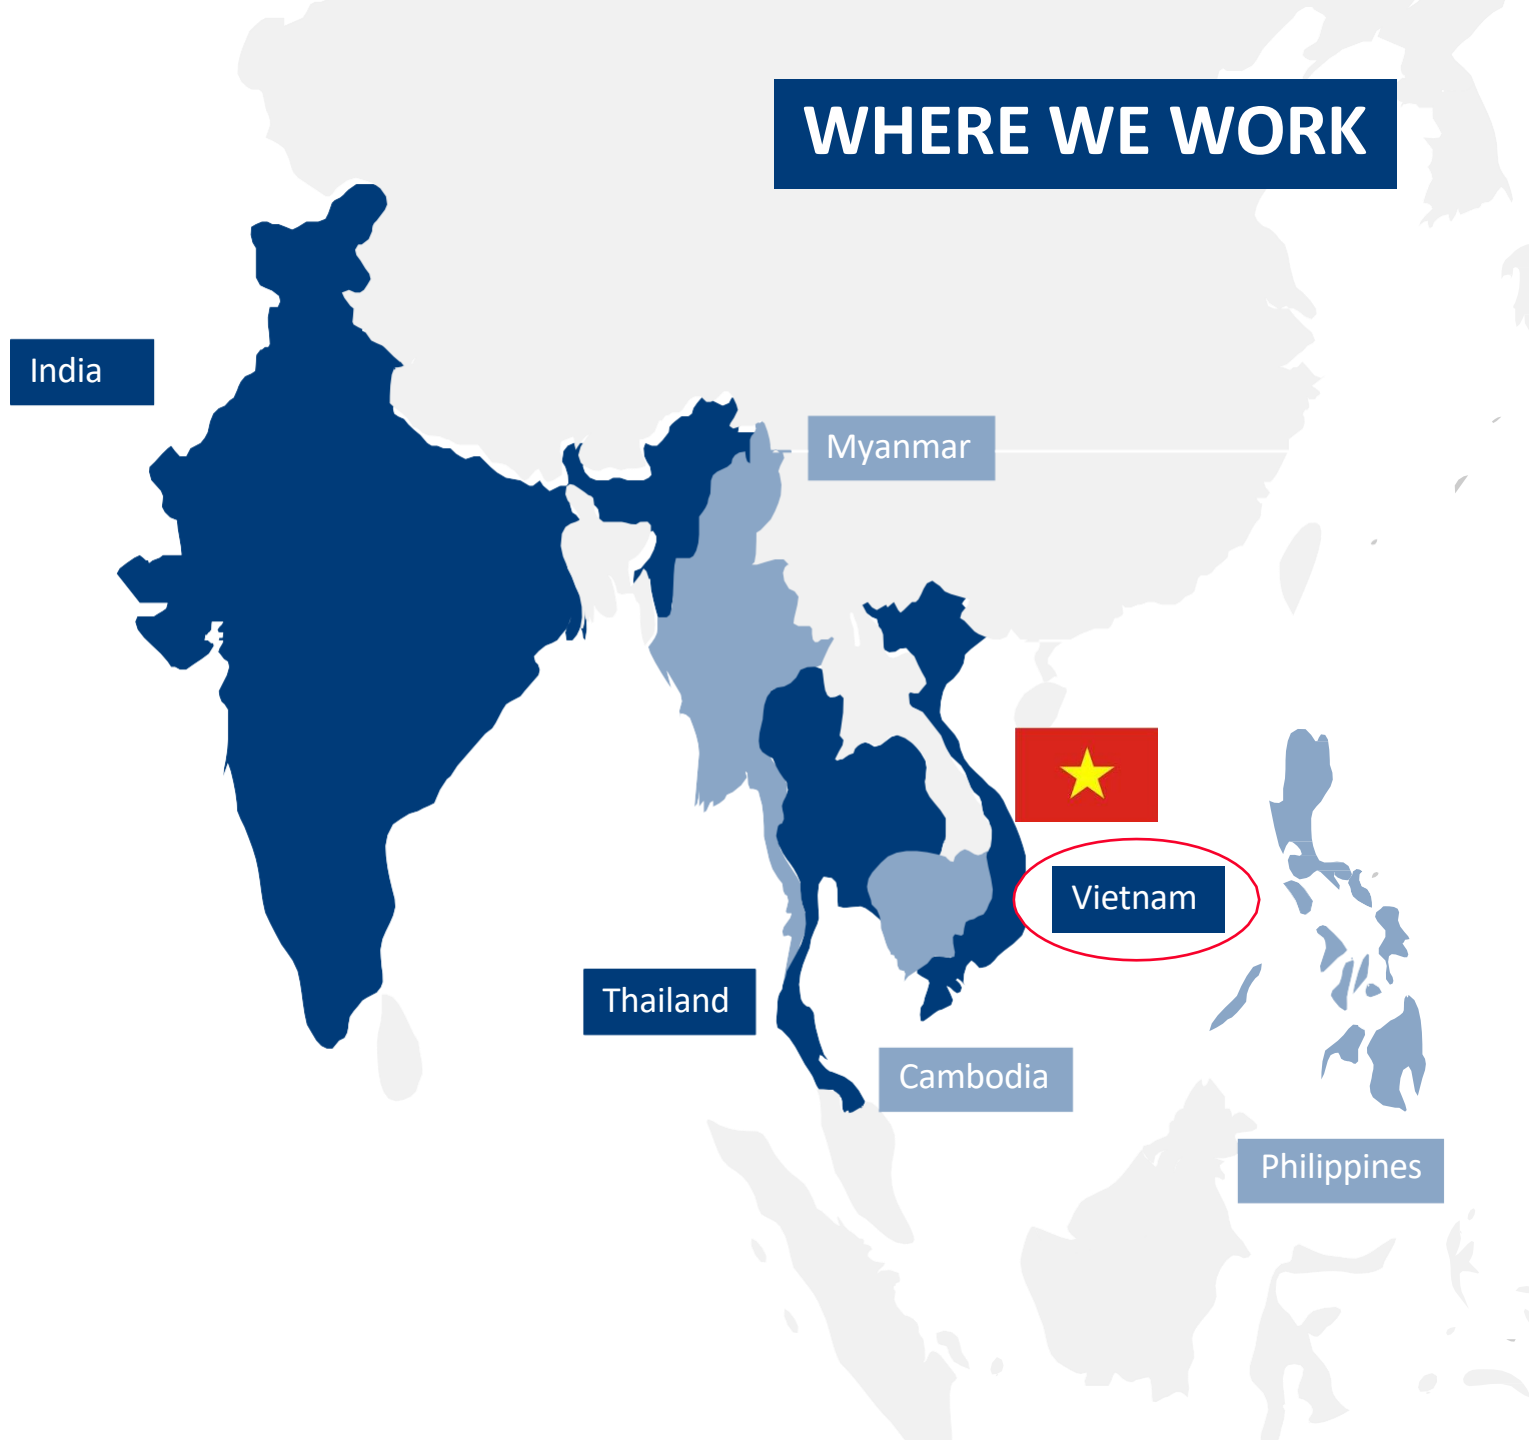 WHERE WE WORK
India
Myanmar
Vietnam
Thailand
Cambodia
Philippines